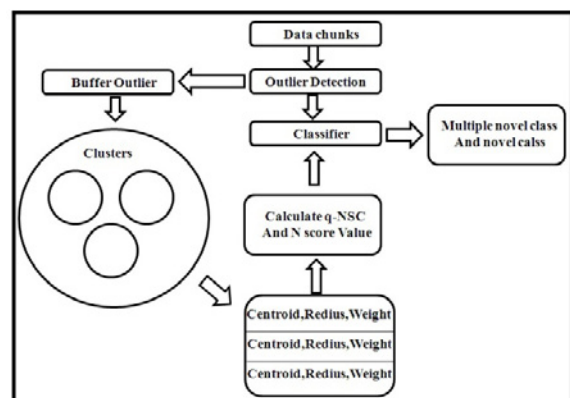 Data chunks
Buffer Outlier
Outlier Detection
Classifier
Multiple novel class
And novel calss
Clusters
Calculate q-NSC
And N score Value
Centroid,Redius,Weight
Centroid,Redius,Weight
Centroid,Redius,Weight